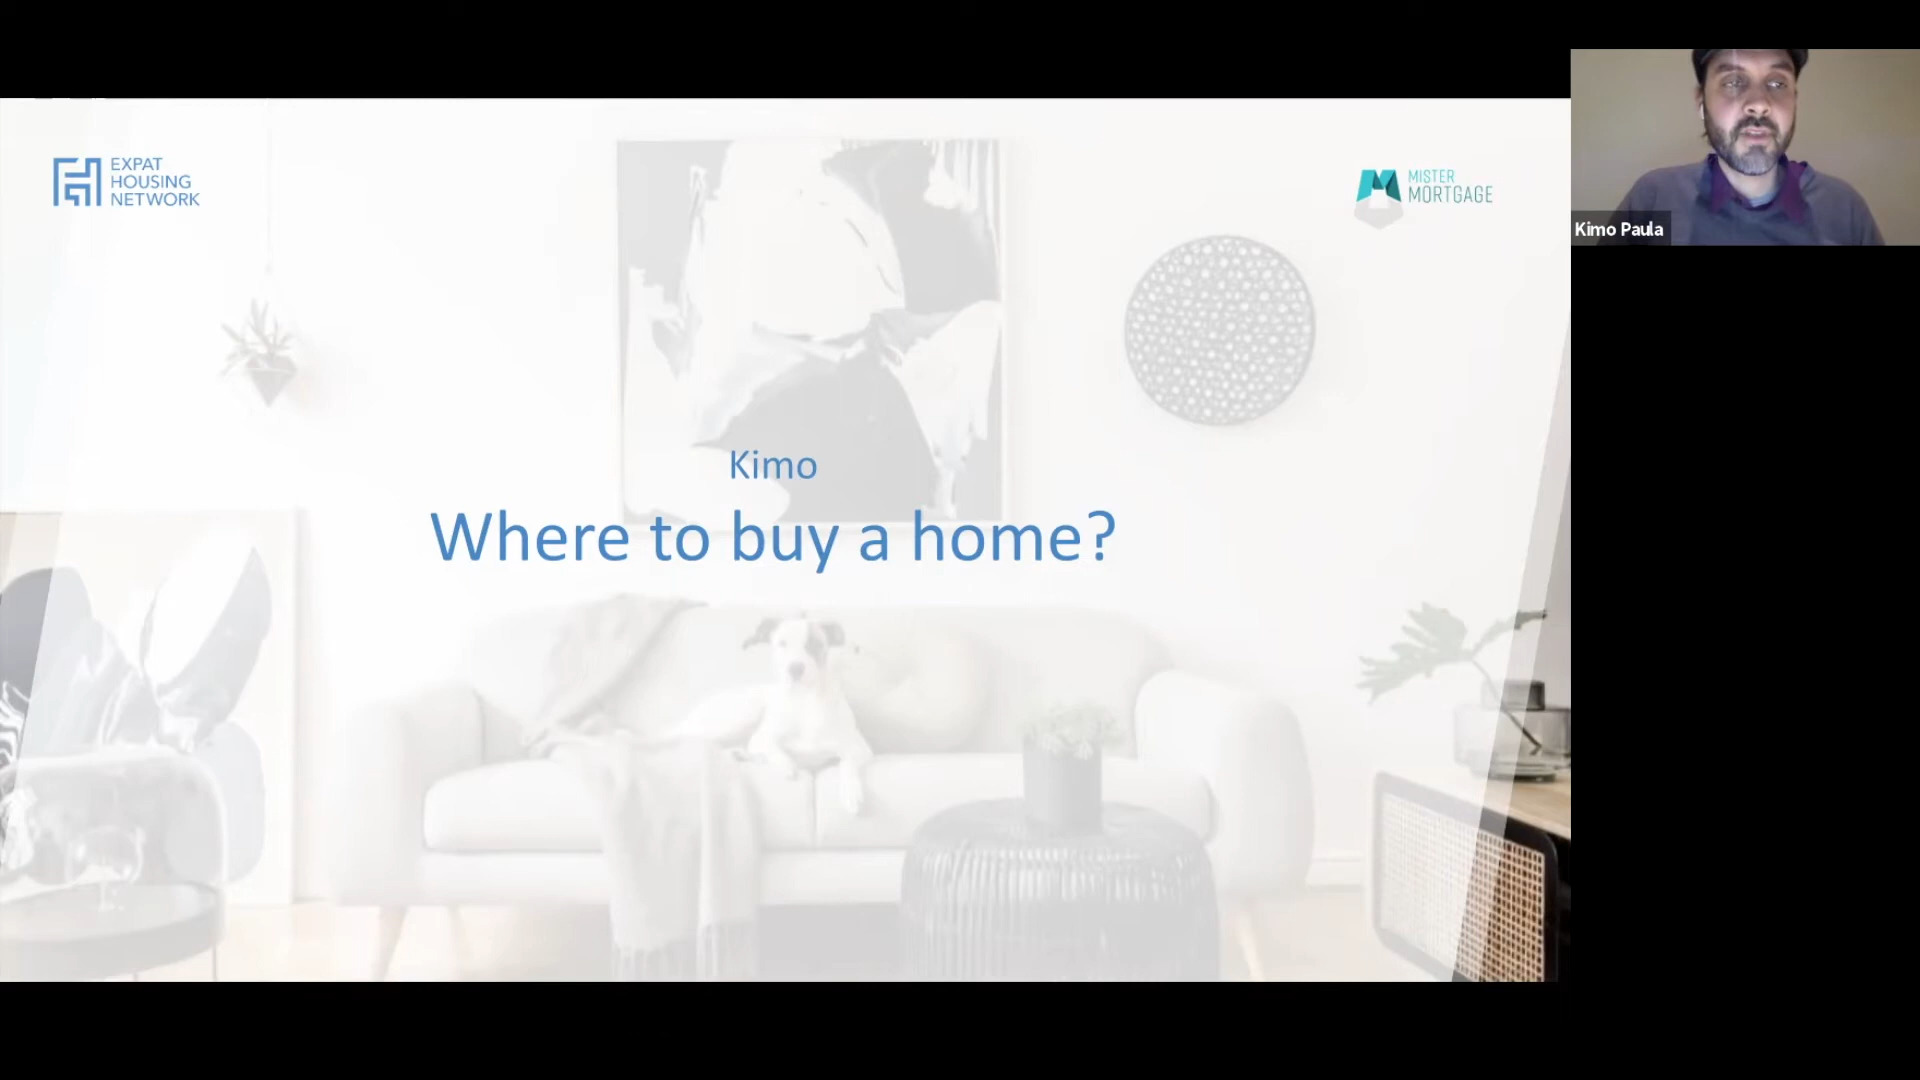 EXPAT
HOUSING
NETWORK
MISTER
MORTGAGE
Kimo Paula
Kimo
Where to buy a home?